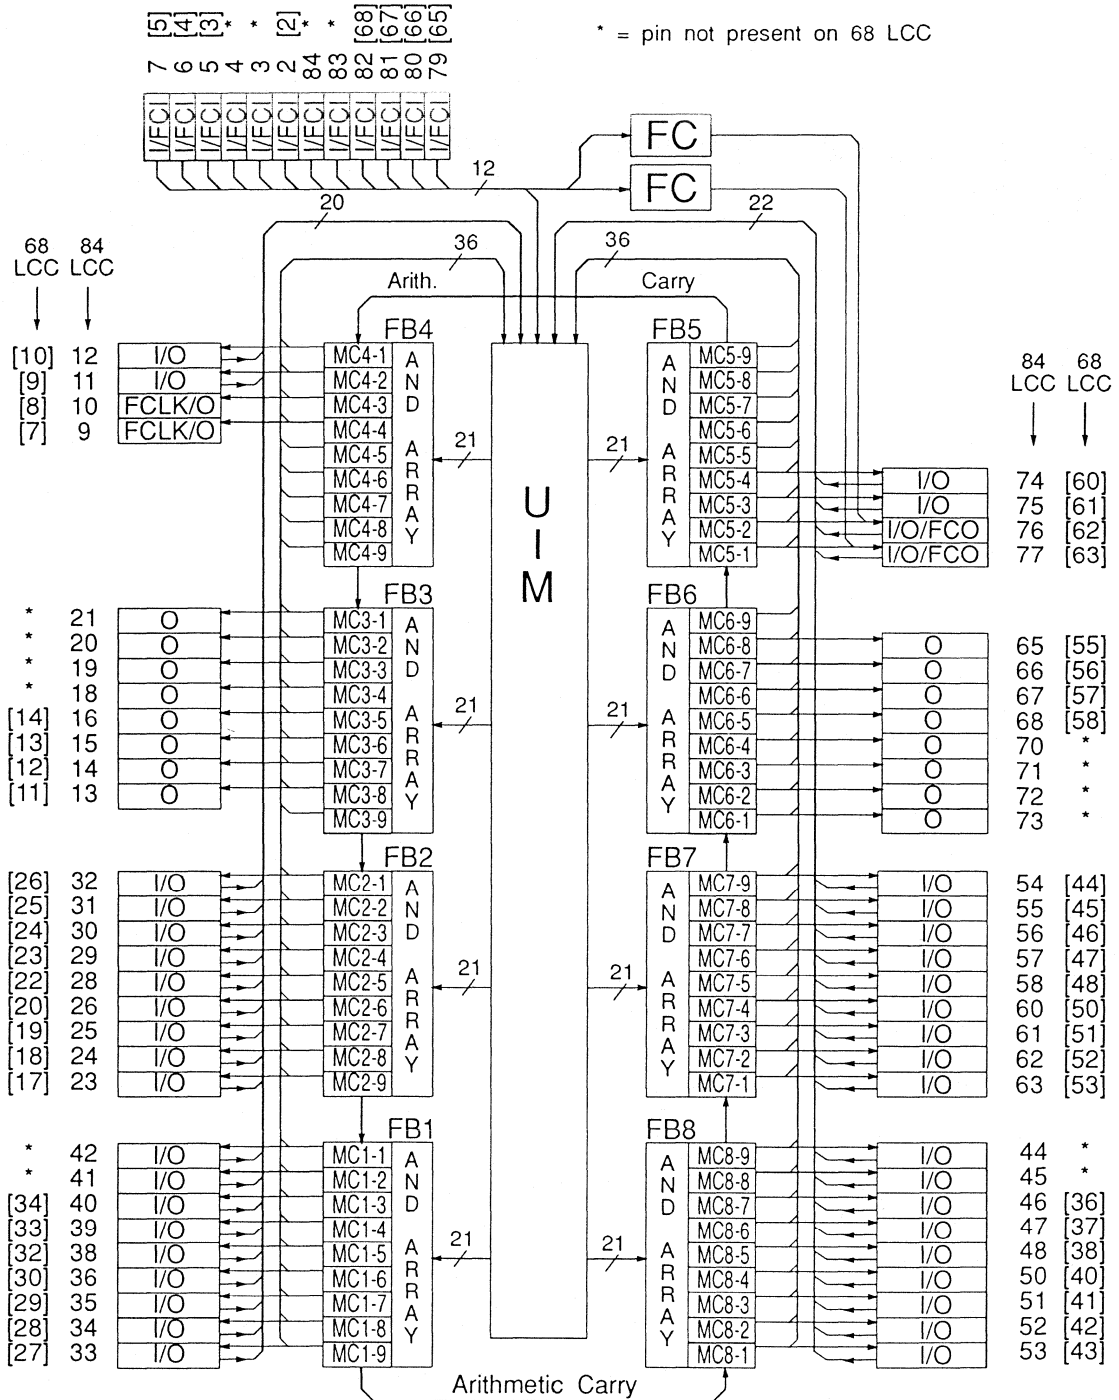 [5] [4] [3] * * [2] * * [68] [67] [66] [65]
7 6 5 4 3 2 84 83 82 81 80 79
* = pin not present on 68 LCC
I/FCI I/FCI I/FCI I/FCI I/FCI I/FCI I/FCI I/FCI I/FCI I/FCI I/FCI I/FCI
FC
12
FC
20 22
36 36
68 LCC 84 LCC
Arith. Carry
FB4 FB5
[10] 12 I/O MC4-1
[9] 11 I/O MC4-2
[8] 10 FCLK/O MC4-3
[7] 9 FCLK/O MC4-4
MC4-5
MC4-6
MC4-7
MC4-8
MC4-9
AND ARRAY
21
UIM
21
AND ARRAY
84 LCC 68 LCC
MC5-9
MC5-8
MC5-7
MC5-6
MC5-5
MC5-4 I/O 74 [60]
MC5-3 I/O 75 [61]
MC5-2 I/O/FCO 76 [62]
MC5-1 I/O/FCO 77 [63]
FB3 FB6
* 21 O MC3-1
* 20 O MC3-2
* 19 O MC3-3
* 18 O MC3-4
[14] 16 O MC3-5
[13] 15 O MC3-6
[12] 14 O MC3-7
[11] 13 O MC3-8
MC3-9
AND ARRAY
21
21
AND ARRAY
MC6-9
MC6-8 O 65 [55]
MC6-7 O 66 [56]
MC6-6 O 67 [57]
MC6-5 O 68 [58]
MC6-4 O 70 *
MC6-3 O 71 *
MC6-2 O 72 *
MC6-1 O 73 *
FB2 FB7
[26] 32 I/O MC2-1
[25] 31 I/O MC2-2
[24] 30 I/O MC2-3
[23] 29 I/O MC2-4
[22] 28 I/O MC2-5
[20] 26 I/O MC2-6
[19] 25 I/O MC2-7
[18] 24 I/O MC2-8
[17] 23 I/O MC2-9
AND ARRAY
21
21
AND ARRAY
MC7-9 I/O 54 [44]
MC7-8 I/O 55 [45]
MC7-7 I/O 56 [46]
MC7-6 I/O 57 [47]
MC7-5 I/O 58 [48]
MC7-4 I/O 60 [50]
MC7-3 I/O 61 [51]
MC7-2 I/O 62 [52]
MC7-1 I/O 63 [53]
FB1 FB8
* 42 I/O MC1-1
* 41 I/O MC1-2
[34] 40 I/O MC1-3
[33] 39 I/O MC1-4
[32] 38 I/O MC1-5
[30] 36 I/O MC1-6
[29] 35 I/O MC1-7
[28] 34 I/O MC1-8
[27] 33 I/O MC1-9
AND ARRAY
21
21
AND ARRAY
MC8-9 I/O 44 *
MC8-8 I/O 45 *
MC8-7 I/O 46 [36]
MC8-6 I/O 47 [37]
MC8-5 I/O 48 [38]
MC8-4 I/O 50 [40]
MC8-3 I/O 51 [41]
MC8-2 I/O 52 [42]
MC8-1 I/O 53 [43]
Arithmetic Carry